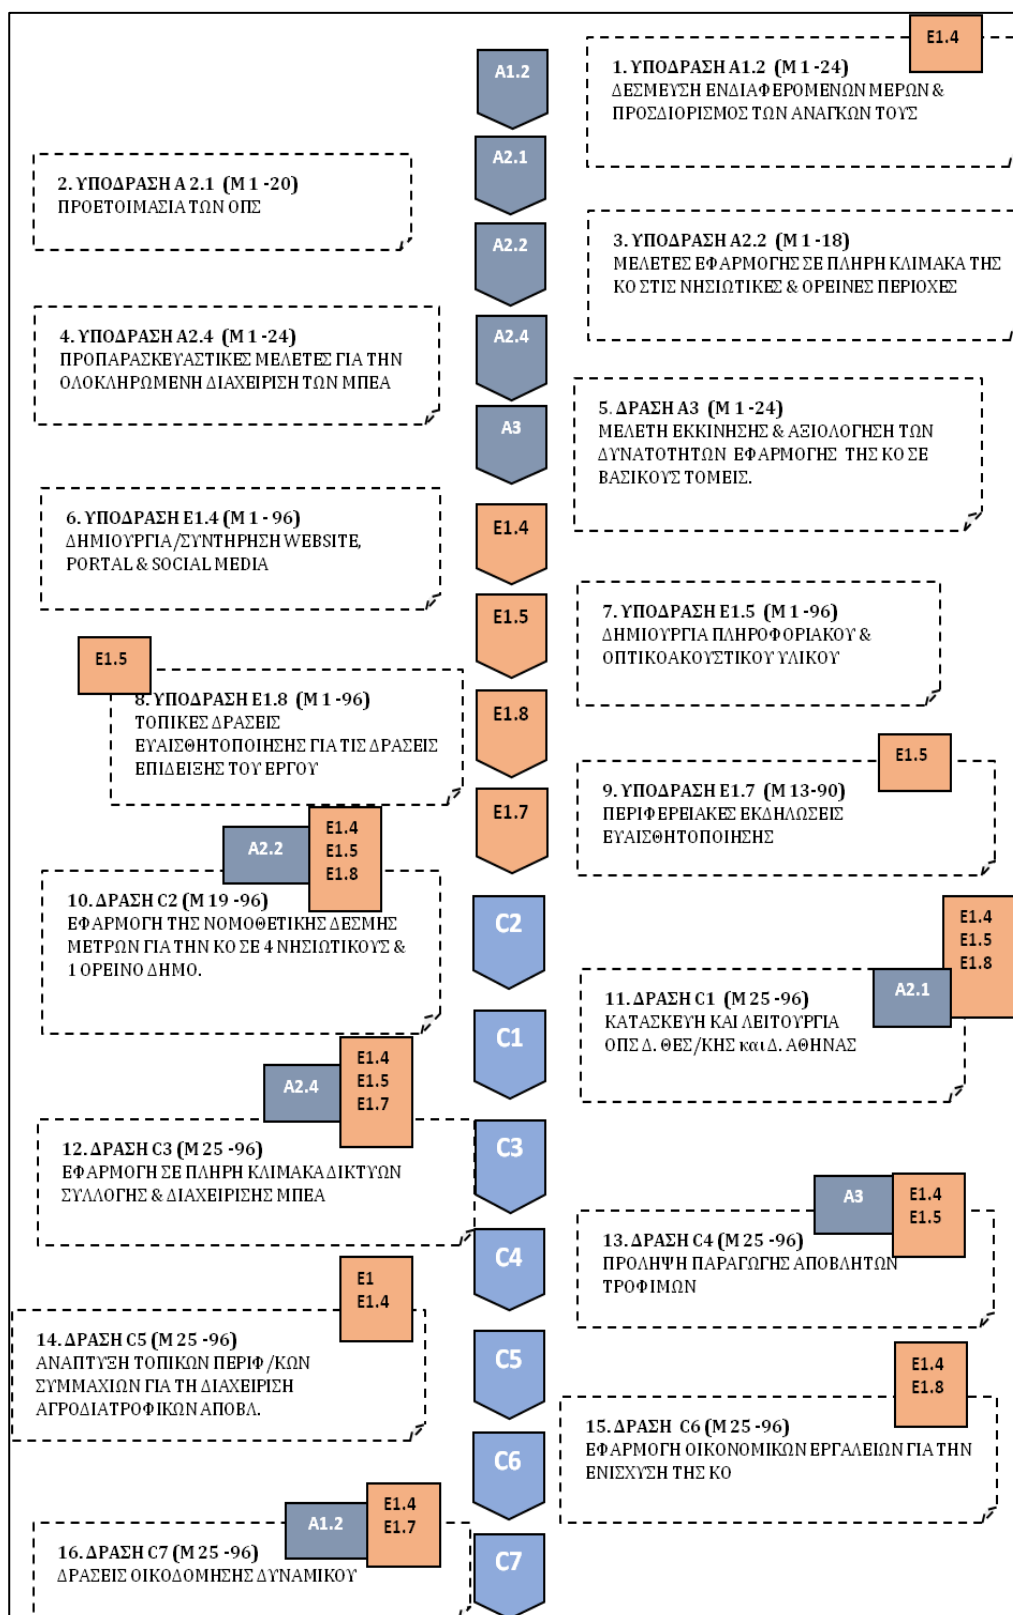 E1.4
A1.2
1. ΥΠΟΔΡΑΣΗ A1.2 (M 1 -24)
ΔΕΣΜΕΥΣΗ ΕΝΔΙΑΦΕΡΟΜΕΝΩΝ ΜΕΡΩΝ &
ΠΡΟΣΔΙΟΡΙΣΜΟΣ ΤΩΝ ΑΝΑΓΚΩΝ ΤΟΥΣ
A2.1
2. ΥΠΟΔΡΑΣΗ A 2.1 (M 1 -20)
ΠΡΟΕΤΟΙΜΑΣΙΑ ΤΩΝ ΟΠΣ
A2.2
3. ΥΠΟΔΡΑΣΗ A2.2 (M 1 -18)
ΜΕΛΕΤΕΣ ΕΦΑΡΜΟΓΗΣ ΣΕ ΠΛΗΡΗ ΚΛΙΜΑΚΑ ΤΗΣ
ΚΟ ΣΤΙΣ ΝΗΣΙΩΤΙΚΕΣ & ΟΡΕΙΝΕΣ ΠΕΡΙΟΧΕΣ
A2.4
4. ΥΠΟΔΡΑΣΗ A2.4 (M 1 -24)
ΠΡΟΠΑΡΑΣΚΕΥΑΣΤΙΚΕΣ ΜΕΛΕΤΕΣ ΓΙΑ ΤΗΝ
ΟΛΟΚΛΗΡΩΜΕΝΗ ΔΙΑΧΕΙΡΙΣΗ ΤΩΝ ΜΠΕΑ
A3
5. ΔΡΑΣΗ A3 (M 1 -24)
ΜΕΛΕΤΗ ΕΚΚΙΝΗΣΗΣ & ΑΞΙΟΛΟΓΗΣΗ ΤΩΝ
ΔΥΝΑΤΟΤΗΤΩΝ ΕΦΑΡΜΟΓΗΣ ΤΗΣ ΚΟ ΣΕ
ΒΑΣΙΚΟΥΣ ΤΟΜΕΙΣ.
E1.4
6. ΥΠΟΔΡΑΣΗ E1.4 (M 1 - 96)
ΔΗΜΙΟΥΡΓΙΑ/ΣΥΝΤΗΡΗΣΗ WEBSITE,
PORTAL & SOCIAL MEDIA
E1.5
7. ΥΠΟΔΡΑΣΗ E1.5 (M 1 -96)
ΔΗΜΙΟΥΡΓΙΑ ΠΛΗΡΟΦΟΡΙΑΚΟΥ &
ΟΠΤΙΚΟΑΚΟΥΣΤΙΚΟΥ ΥΛΙΚΟΥ
E1.5
E1.8
8. ΥΠΟΔΡΑΣΗ E1.8 (M 1 -96)
ΤΟΠΙΚΕΣ ΔΡΑΣΕΙΣ
ΕΥΑΙΣΘΗΤΟΠΟΙΗΣΗΣ ΓΙΑ ΤΙΣ ΔΡΑΣΕΙΣ
ΕΠΙΔΕΙΞΗΣ ΤΟΥ ΕΡΓΟΥ
E1.5
E1.7
9. ΥΠΟΔΡΑΣΗ E1.7 (M 13-90)
ΠΕΡΙΦΕΡΕΙΑΚΕΣ ΕΚΔΗΛΩΣΕΙΣ
ΕΥΑΙΣΘΗΤΟΠΟΙΗΣΗΣ
A2.2
E1.4
E1.5
E1.8
C2
10. ΔΡΑΣΗ C2 (M 19 -96)
ΕΦΑΡΜΟΓΗ ΤΗΣ ΝΟΜΟΘΕΤΙΚΗΣ ΔΕΣΜΗΣ
ΜΕΤΡΩΝ ΓΙΑ ΤΗΝ ΚΟ ΣΕ 4 ΝΗΣΙΩΤΙΚΟΥΣ &
1 ΟΡΕΙΝΟ ΔΗΜΟ.
E1.4
E1.5
E1.8
A2.1
C1
11. ΔΡΑΣΗ C1 (M 25 -96)
ΚΑΤΑΣΚΕΥΗ ΚΑΙ ΛΕΙΤΟΥΡΓΙΑ
ΟΠΣ Δ. ΘΕΣ/ΚΗΣ και Δ. ΑΘΗΝΑΣ
A2.4
E1.4
E1.5
E1.7
C3
12. ΔΡΑΣΗ C3 (M 25 -96)
ΕΦΑΡΜΟΓΗ ΣΕ ΠΛΗΡΗ ΚΛΙΜΑΚΑ ΔΙΚΤΥΩΝ
ΣΥΛΛΟΓΗΣ & ΔΙΑΧΕΙΡΙΣΗΣ ΜΠΕΑ
A3
E1.4
E1.5
C4
13. ΔΡΑΣΗ C4 (M 25 -96)
ΠΡΟΛΗΨΗ ΠΑΡΑΓΩΓΗΣ ΑΠΟΒΛΗΤΩΝ
ΤΡΟΦΙΜΩΝ
E1
E1.4
C5
14. ΔΡΑΣΗ C5 (M 25 -96)
ΑΝΑΠΤΥΞΗ ΤΟΠΙΚΩΝ ΠΕΡΙΦ/ΚΩΝ
ΣΥΜΜΑΧΙΩΝ ΓΙΑ ΤΗ ΔΙΑΧΕΙΡΙΣΗ
ΑΓΡΟΔΙΑΤΡΟΦΙΚΩΝ ΑΠΟΒΛ.
E1.4
E1.8
C6
15. ΔΡΑΣΗ C6 (M 25 -96)
ΕΦΑΡΜΟΓΗ ΟΙΚΟΝΟΜΙΚΩΝ ΕΡΓΑΛΕΙΩΝ ΓΙΑ ΤΗΝ
ΕΝΙΣΧΥΣΗ ΤΗΣ ΚΟ
A1.2
E1.4
E1.7
C7
16. ΔΡΑΣΗ C7 (M 25 -96)
ΔΡΑΣΕΙΣ ΟΙΚΟΔΟΜΗΣΗΣ ΔΥΝΑΜΙΚΟΥ